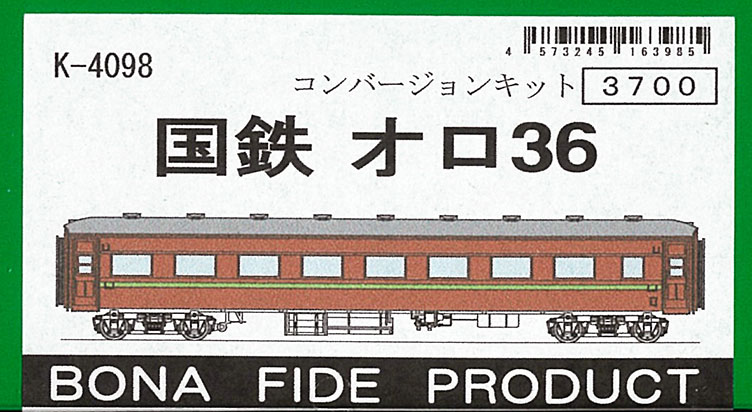 4 573245 163985
K-4098
コンバージョンキット 3700
国鉄 オロ36
BONA FIDE PRODUCT